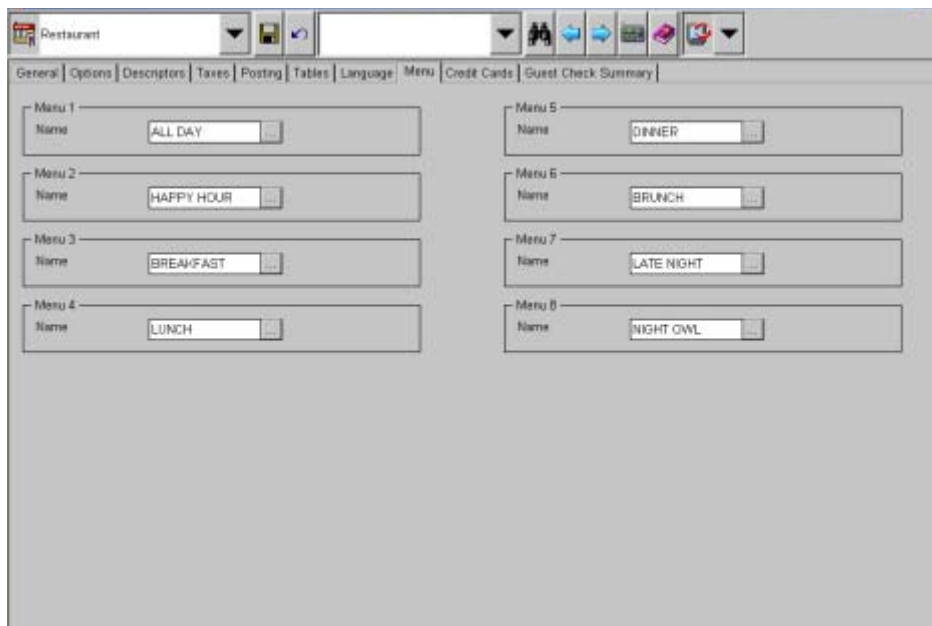 Restaurant
General Options Descriptors Taxes Posting Tables Language Menu Credit Cards Guest Check Summary
Menu 1
Name ALL DAY ...
Menu 2
Name HAPPY HOUR ...
Menu 3
Name BREAKFAST ...
Menu 4
Name LUNCH ...
Menu 5
Name DINNER ...
Menu 6
Name BRUNCH ...
Menu 7
Name LATE NIGHT ...
Menu 8
Name NIGHT OWL ...